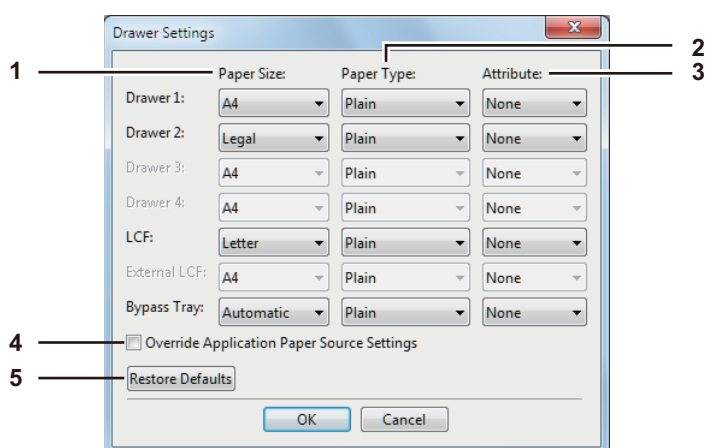 Drawer Settings
2
1 Paper Size: Paper Type: Attribute: 3
Drawer 1: A4 Plain None
Drawer 2: Legal Plain None
Drawer 3: A4 Plain None
Drawer 4: A4 Plain None
LCF: Letter Plain None
External LCF: A4 Plain None
Bypass Tray: Automatic Plain None
4 Override Application Paper Source Settings
5 Restore Defaults
OK Cancel